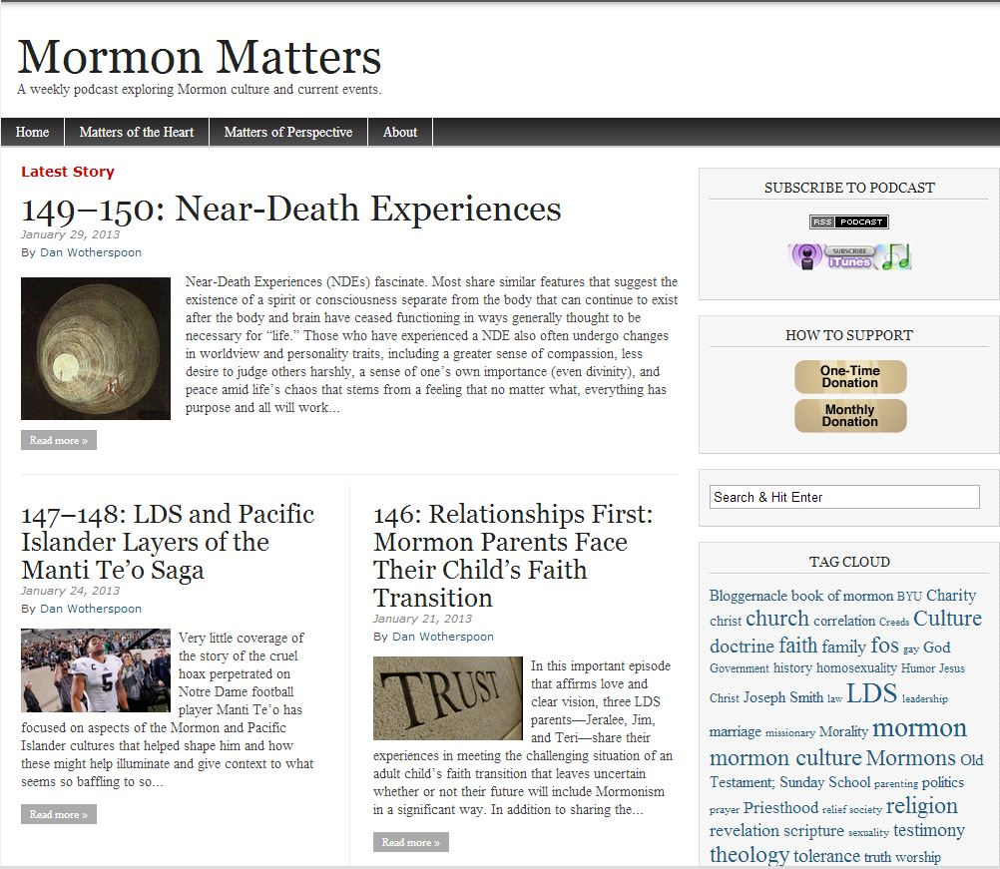 Mormon Matters
A weekly podcast exploring Mormon culture and current events.
Home Matters of the Heart Matters of Perspective About
Latest Story
149–150: Near-Death Experiences
January 29, 2013
By Dan Wotherspoon
Near-Death Experiences (NDEs) fascinate. Most share similar features that suggest the
existence of a spirit or consciousness separate from the body that can continue to exist
after the body and brain have ceased functioning in ways generally thought to be
necessary for “life.” Those who have experienced a NDE also often undergo changes
in worldview and personality traits, including a greater sense of compassion, less
desire to judge others harshly, a sense of one’s own importance (even divinity), and
peace amid life’s chaos that stems from a feeling that no matter what, everything has
purpose and all will work...
Read more »
147–148: LDS and Pacific
Islander Layers of the
Manti Te’o Saga
January 24, 2013
By Dan Wotherspoon
C
5
Very little coverage of
the story of the cruel
hoax perpetrated on
Notre Dame football
player Manti Te’o has
focused on aspects of the Mormon and Pacific
Islander cultures that helped shape him and how
these might help illuminate and give context to what
seems so baffling to so...
Read more »
146: Relationships First:
Mormon Parents Face
Their Child’s Faith
Transition
January 21, 2013
By Dan Wotherspoon
TRUST
In this important episode
that affirms love and
clear vision, three LDS
parents—Jeralee, Jim,
and Teri—share their
experiences in meeting the challenging situation of an
adult child’s faith transition that leaves uncertain
whether or not their future will include Mormonism
in a significant way. In addition to sharing the...
Read more »
SUBSCRIBE TO PODCAST
RSS PODCAST
SUBSCRIBE
iTunes
HOW TO SUPPORT
One-Time
Donation
Monthly
Donation
Search & Hit Enter
TAG CLOUD
Bloggernacle book of mormon BYU Charity
christ church correlation Creeds Culture
doctrine faith family fos gay God
Government history homosexuality Humor Jesus
Christ Joseph Smith law LDS leadership
marriage missionary Morality mormon
mormon culture Mormons Old
Testament; Sunday School parenting politics
prayer Priesthood relief society religion
revelation scripture sexuality testimony
theology tolerance truth worship